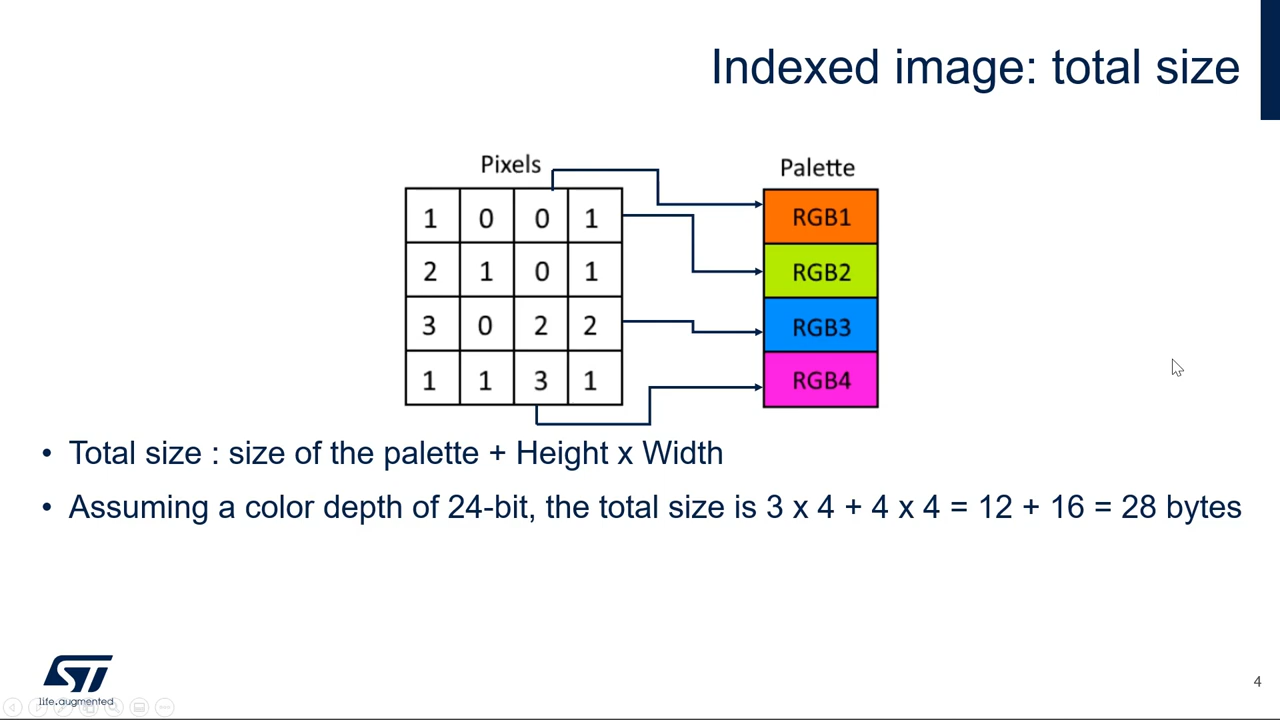 Indexed image: total size
Pixels
Palette
1 0 0 1
RGB1
2 1 0 1
RGB2
3 0 2 2
RGB3
1 1 3 1
RGB4
• Total size : size of the palette + Height x Width
• Assuming a color depth of 24-bit, the total size is 3 x 4 + 4 x 4 = 12 + 16 = 28 bytes
ST
life.augmented
4